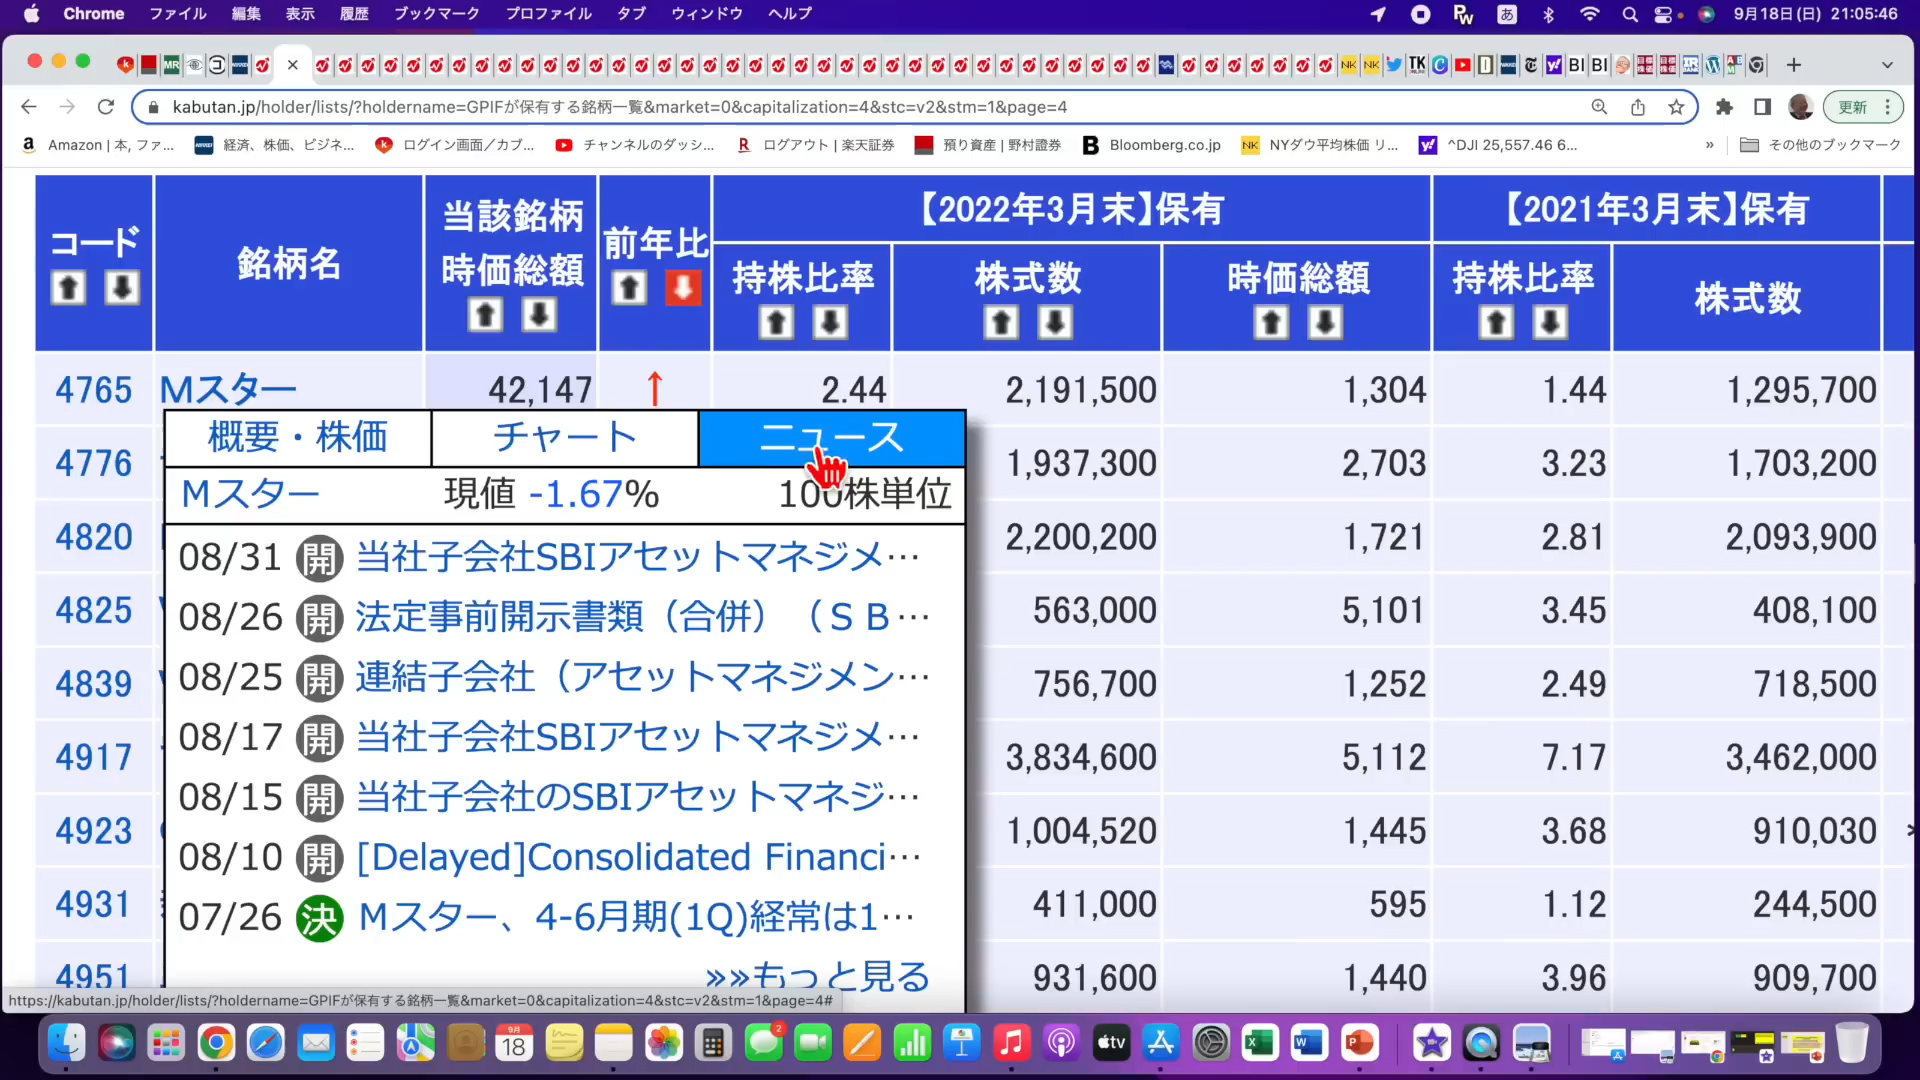 Chrome ファイル 編集 表示 履歴 ブックマーク プロファイル タブ ウィンドウ ヘルプ
9月18日(日) 21:05:46
kabutan.jp/holder/lists/?holdername=GPIFが保有する銘柄一覧&market=0&capitalization=4&stc=v2&stm=1&page=4
更新
Amazon | 本, ファ... 経済、株価、ビジネ... ログイン画面／カブ... チャンネルのダッシ... ログアウト | 楽天証券 預り資産 | 野村證券 Bloomberg.co.jp NYダウ平均株価 リ... ^DJI 25,557.46 6... » その他のブックマーク
コード 銘柄名 当該銘柄 時価総額 前年比 【2022年3月末】保有 【2021年3月末】保有
持株比率 株式数 時価総額 持株比率 株式数
4765 Mスター 42,147 ↑ 2.44 2,191,500 1,304 1.44 1,295,700
4776 1,937,300 2,703 3.23 1,703,200
4820 2,200,200 1,721 2.81 2,093,900
4825 563,000 5,101 3.45 408,100
4839 756,700 1,252 2.49 718,500
4917 3,834,600 5,112 7.17 3,462,000
4923 1,004,520 1,445 3.68 910,030
4931 411,000 595 1.12 244,500
4951 931,600 1,440 3.96 909,700
概要・株価 チャート ニュース
Mスター 現値 -1.67% 100株単位
08/31 開 当社子会社SBIアセットマネジメ…
08/26 開 法定事前開示書類（合併）（ＳＢ…
08/25 開 連結子会社（アセットマネジメン…
08/17 開 当社子会社SBIアセットマネジメ…
08/15 開 当社子会社のSBIアセットマネジ…
08/10 開 [Delayed]Consolidated Financi…
07/26 決 Mスター、4-6月期(1Q)経常は1…
»»もっと見る
https://kabutan.jp/holder/lists/?holdername=GPIFが保有する銘柄一覧&market=0&capitalization=4&stc=v2&stm=1&page=4#